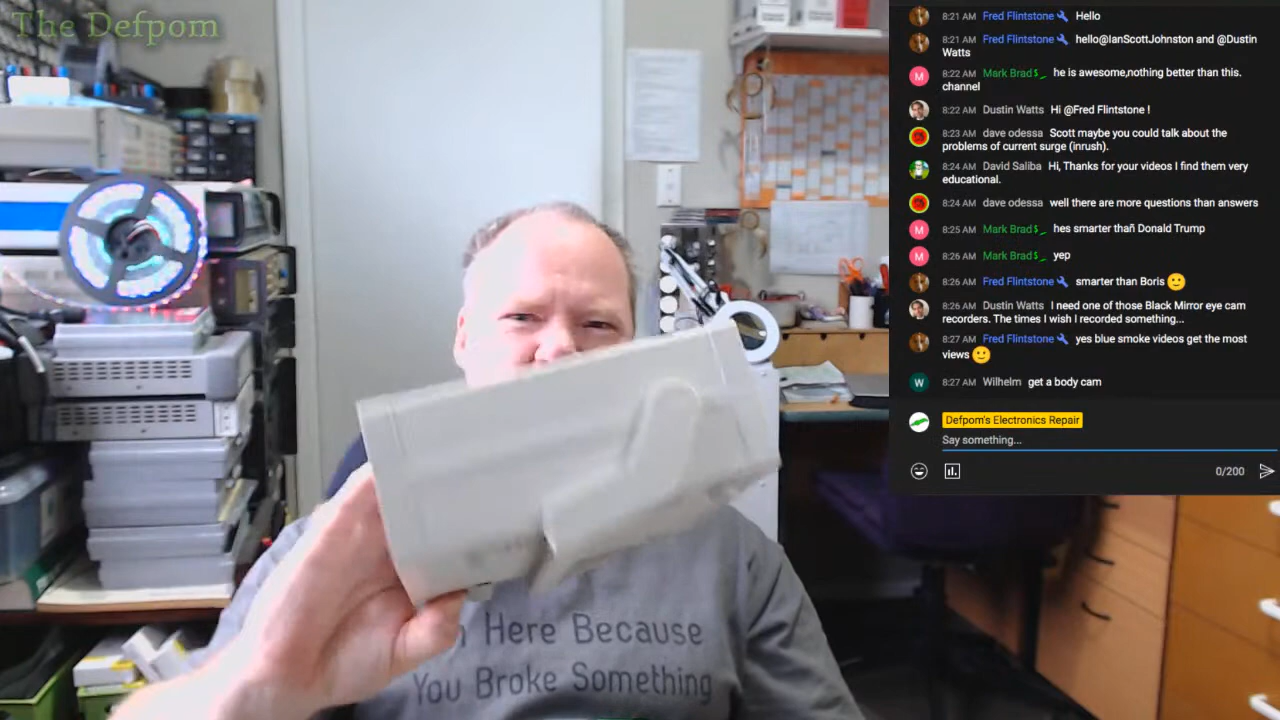 The Defpom
8:21 AM Fred Flintstone Hello
8:21 AM Fred Flintstone hello@IanScottJohnston and @Dustin
Watts
8:22 AM Mark Brad$ he is awesome,nothing better than this.
channel
8:22 AM Dustin Watts Hi @Fred Flintstone !
8:23 AM dave odessa Scott maybe you could talk about the
problems of current surge (inrush).
8:24 AM David Saliba Hi, Thanks for your videos I find them very
educational.
8:24 AM dave odessa well there are more questions than answers
8:25 AM Mark Brad$ hes smarter thañ Donald Trump
8:26 AM Mark Brad$ yep
8:26 AM Fred Flintstone smarter than Boris 🙂
8:26 AM Dustin Watts I need one of those Black Mirror eye cam
recorders. The times I wish I recorded something...
8:27 AM Fred Flintstone yes blue smoke videos get the most
views 🙂
W 8:27 AM Wilhelm get a body cam
Defpom's Electronics Repair
Say something...
0/200
Here Because
You Broke Something